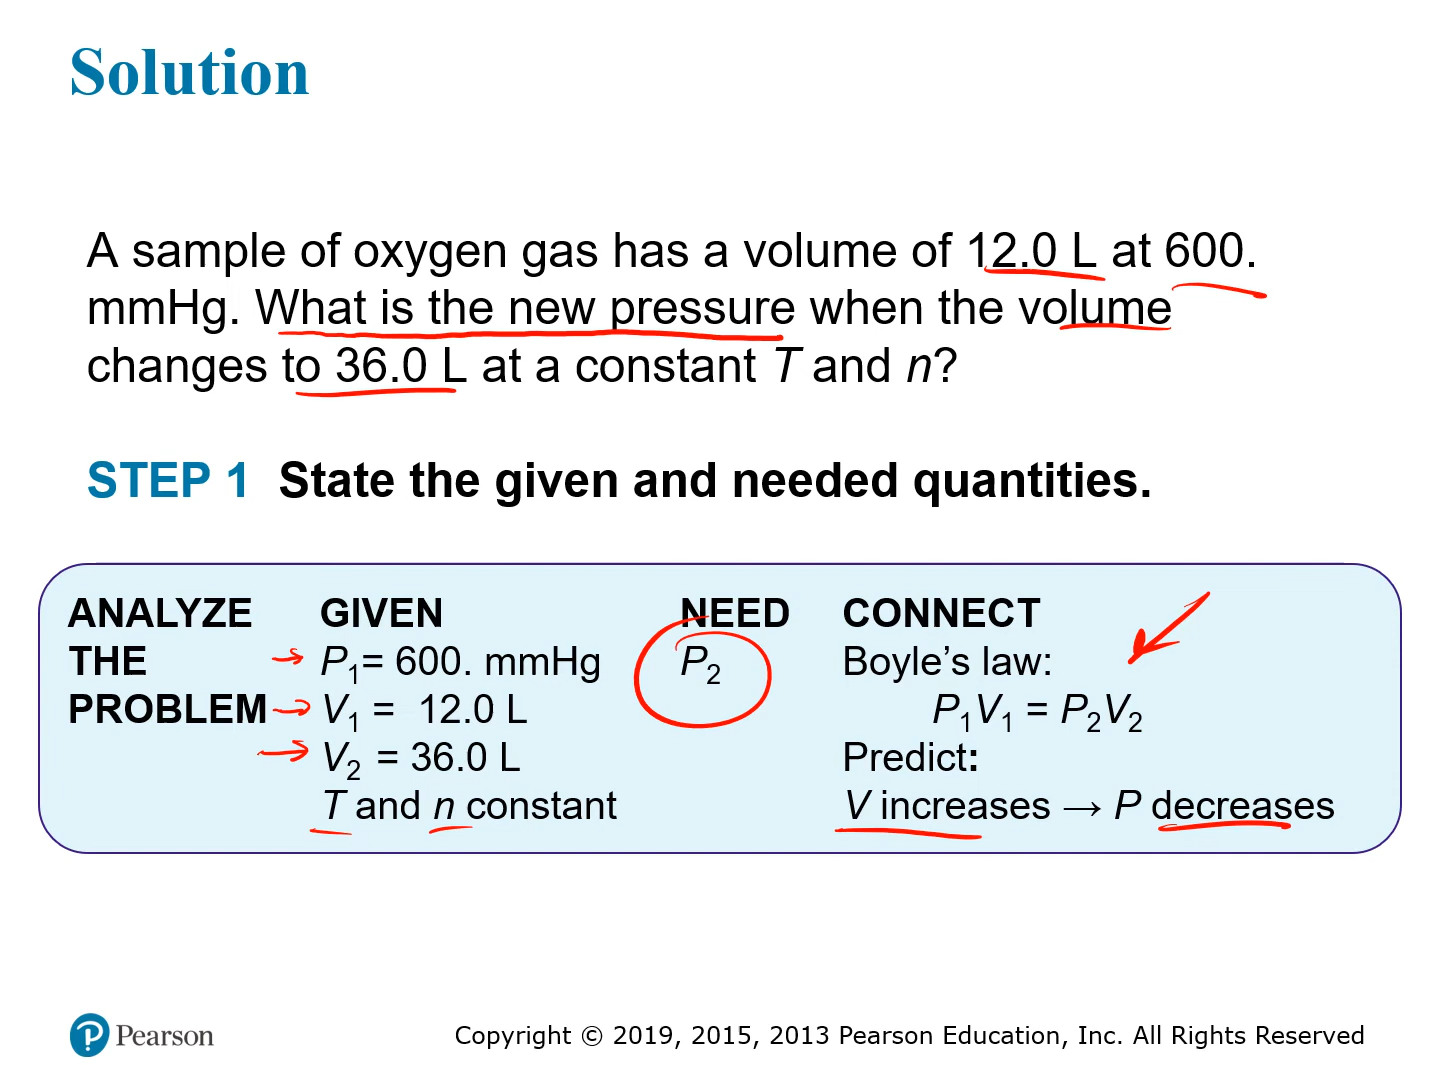 Solution
A sample of oxygen gas has a volume of 12.0 L at 600.
mmHg. What is the new pressure when the volume
changes to 36.0 L at a constant T and n?
STEP 1 State the given and needed quantities.
ANALYZE GIVEN NEED CONNECT
THE P₁= 600. mmHg P₂ Boyle’s law:
PROBLEM V₁ = 12.0 L P₁V₁ = P₂V₂
V₂ = 36.0 L Predict:
T and n constant V increases → P decreases
Pearson
Copyright © 2019, 2015, 2013 Pearson Education, Inc. All Rights Reserved